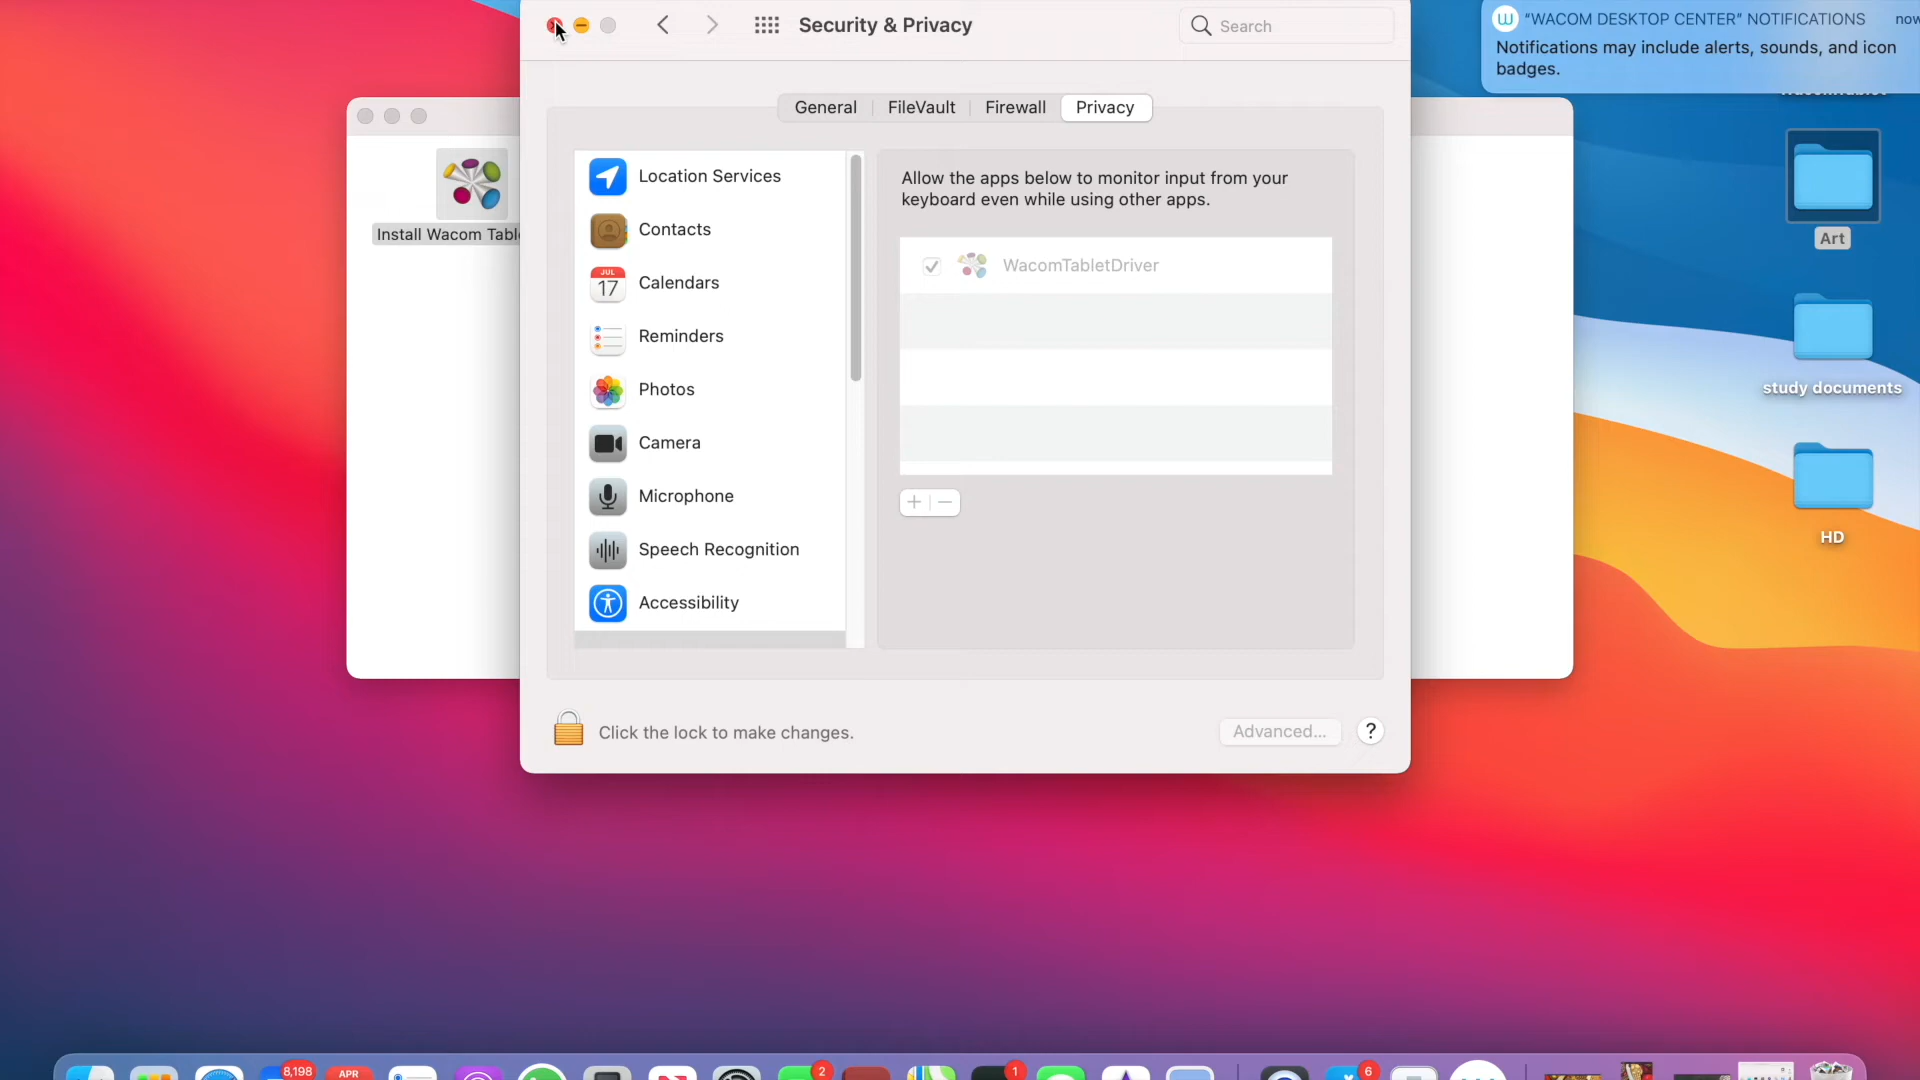 Security & Privacy
Search
"WACOM DESKTOP CENTER" NOTIFICATIONS
now
Notifications may include alerts, sounds, and icon
badges.
General
FileVault
Firewall
Privacy
Install Wacom Table
Location Services
Contacts
JUL
17
Calendars
Reminders
Photos
Camera
Microphone
Speech Recognition
Accessibility
Allow the apps below to monitor input from your
keyboard even while using other apps.
WacomTabletDriver
Click the lock to make changes.
Advanced...
?
Art
study documents
HD
8,198
APR
2
1
6